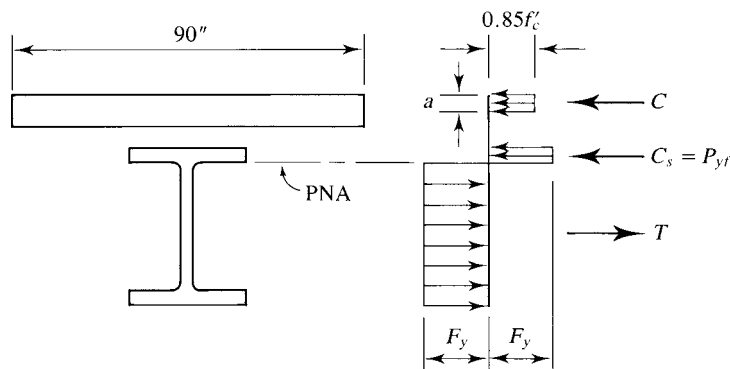 90″
0.85f′c
a
C
Cs = Pyf
PNA
T
Fy Fy